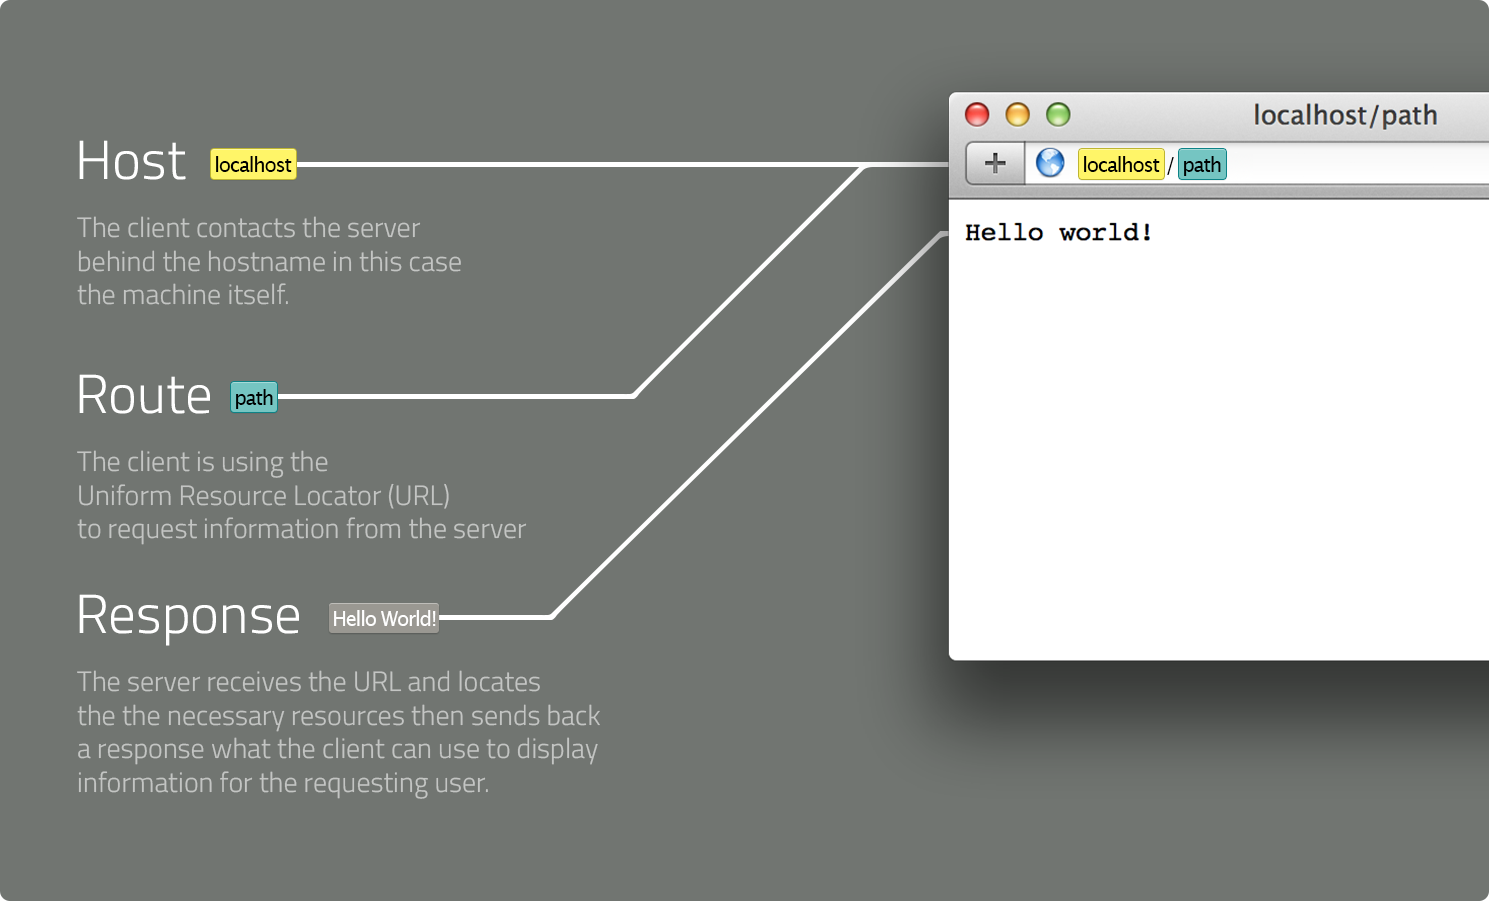 Host localhost
The client contacts the server
behind the hostname in this case
the machine itself.
Route path
The client is using the
Uniform Resource Locator (URL)
to request information from the server
Response Hello World!
The server receives the URL and locates
the the necessary resources then sends back
a response what the client can use to display
information for the requesting user.
localhost/path
localhost / path
Hello world!